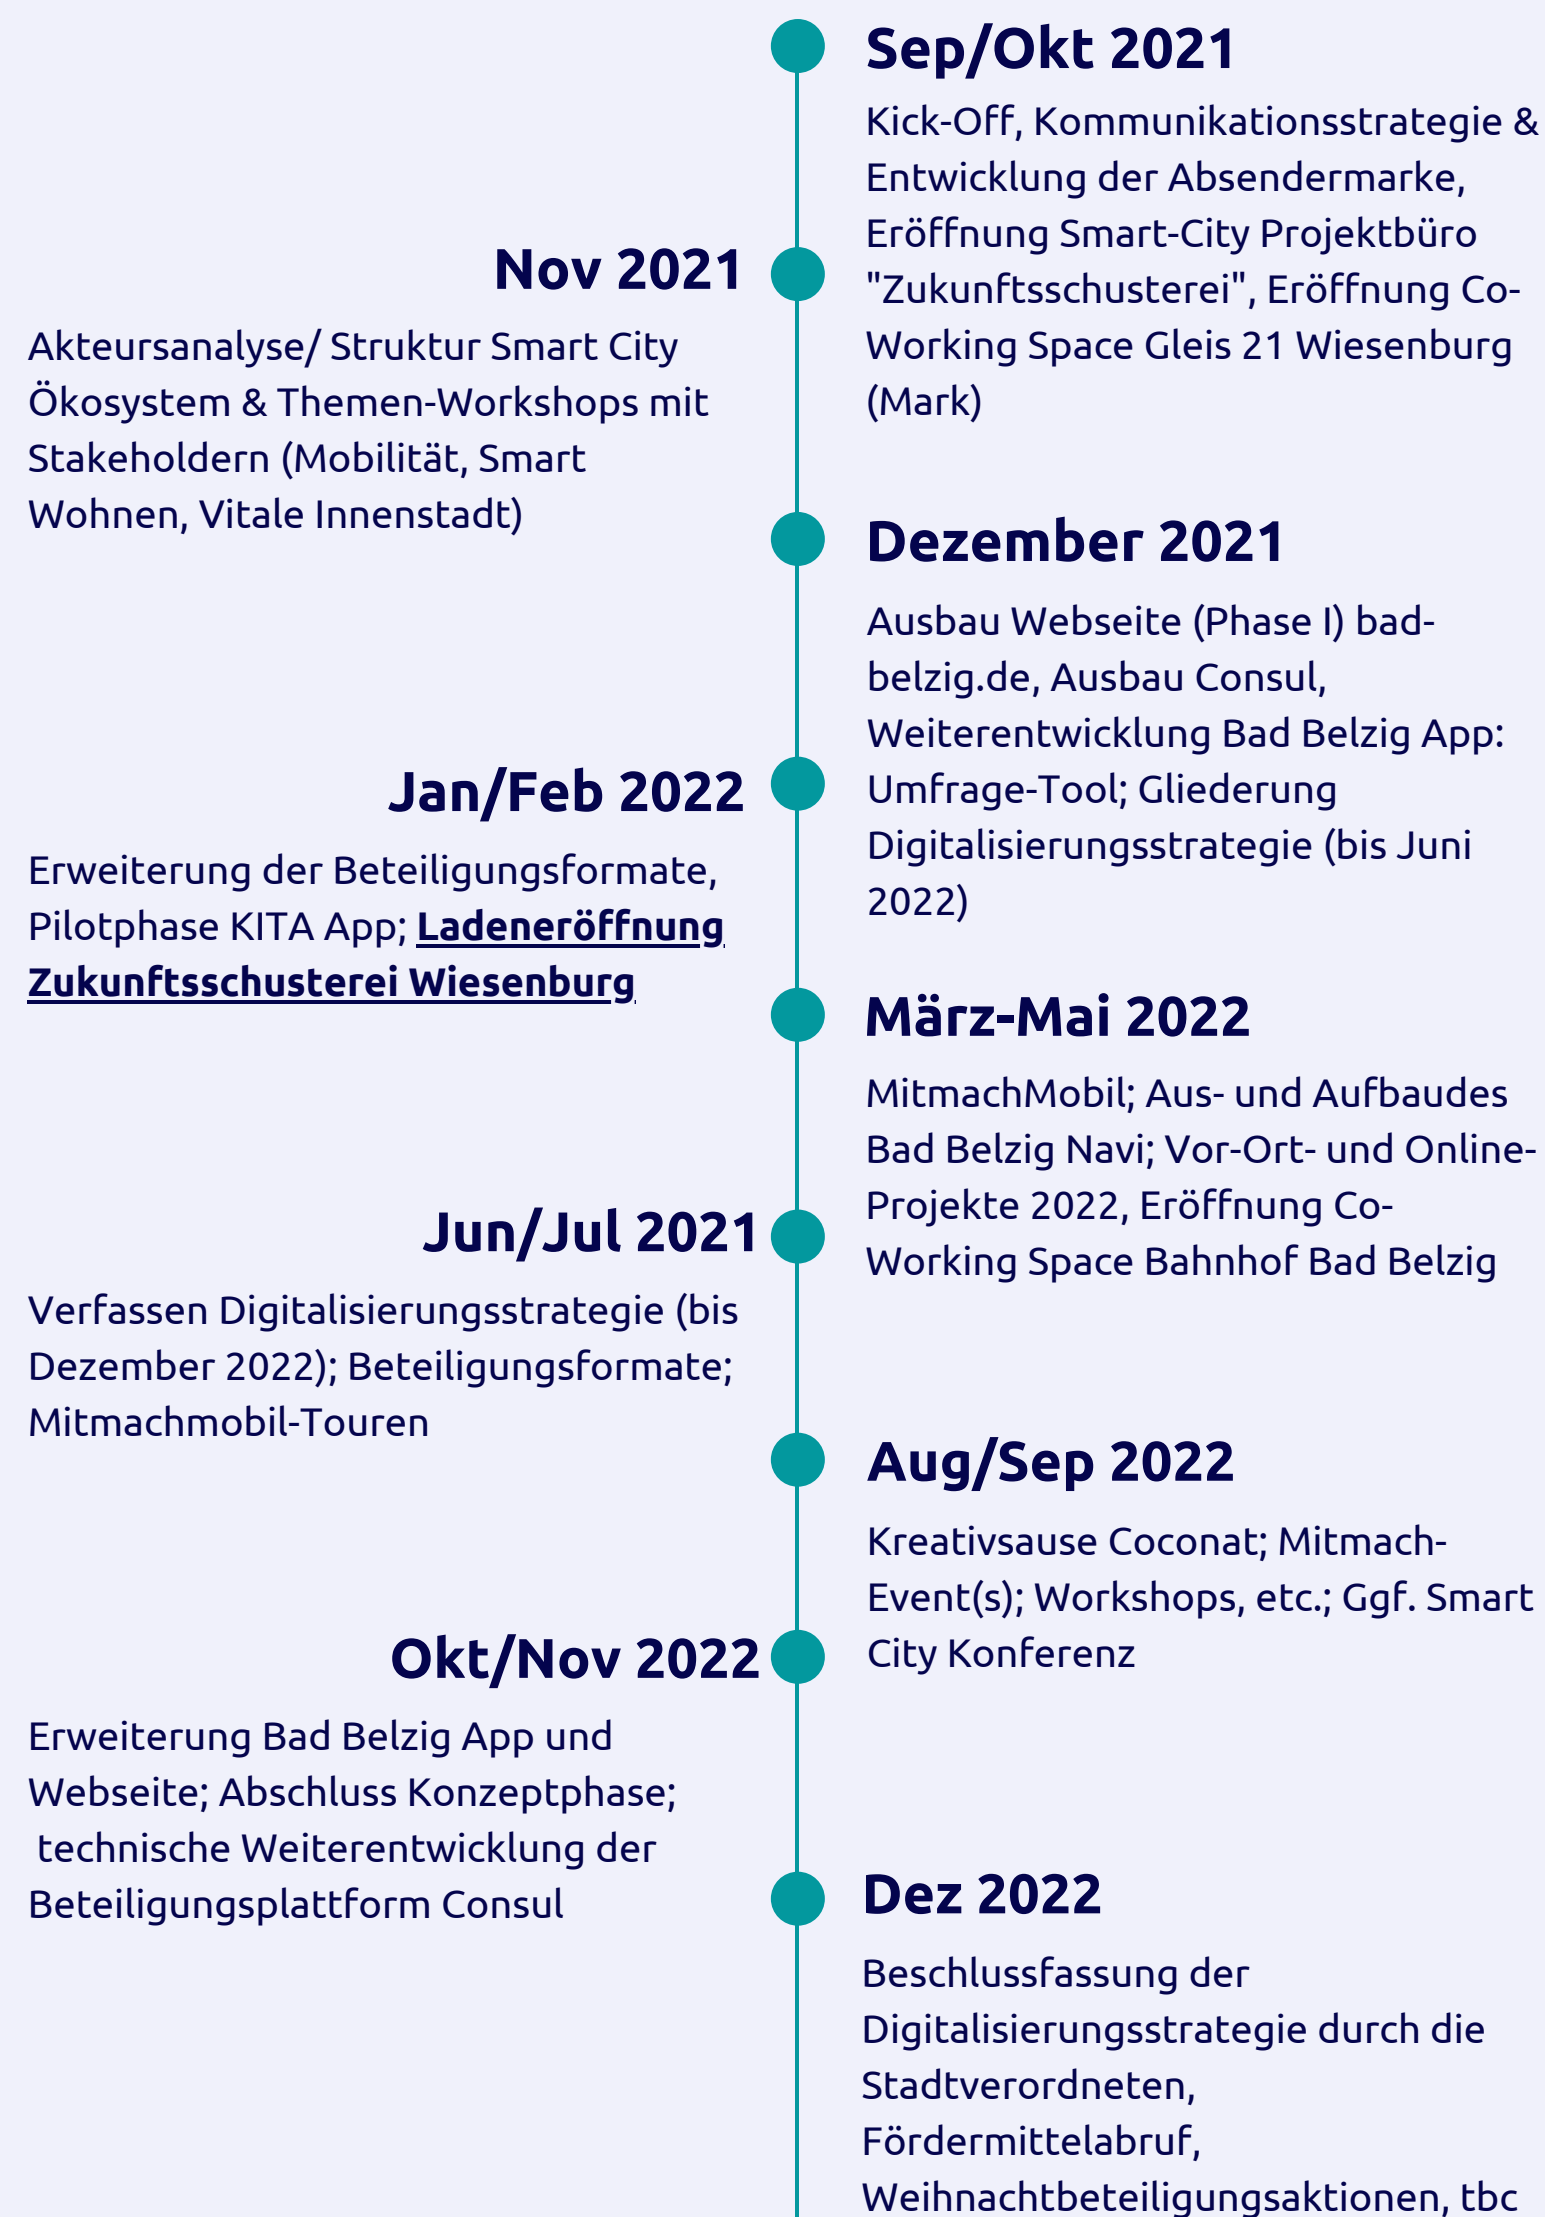 Sep/Okt 2021
Kick-Off, Kommunikationsstrategie &
Entwicklung der Absendermarke,
Eröffnung Smart-City Projektbüro
"Zukunftsschusterei", Eröffnung Co-
Working Space Gleis 21 Wiesenburg
(Mark)
Nov 2021
Akteursanalyse/ Struktur Smart City
Ökosystem & Themen-Workshops mit
Stakeholdern (Mobilität, Smart
Wohnen, Vitale Innenstadt)
Dezember 2021
Ausbau Webseite (Phase I) bad-
belzig.de, Ausbau Consul,
Weiterentwicklung Bad Belzig App:
Umfrage-Tool; Gliederung
Digitalisierungsstrategie (bis Juni
2022)
Jan/Feb 2022
Erweiterung der Beteiligungsformate,
Pilotphase KITA App; Ladeneröffnung
Zukunftsschusterei Wiesenburg
März-Mai 2022
MitmachMobil; Aus- und Aufbaudes
Bad Belzig Navi; Vor-Ort- und Online-
Projekte 2022, Eröffnung Co-
Working Space Bahnhof Bad Belzig
Jun/Jul 2021
Verfassen Digitalisierungsstrategie (bis
Dezember 2022); Beteiligungsformate;
Mitmachmobil-Touren
Aug/Sep 2022
Kreativsause Coconat; Mitmach-
Event(s); Workshops, etc.; Ggf. Smart
City Konferenz
Okt/Nov 2022
Erweiterung Bad Belzig App und
Webseite; Abschluss Konzeptphase;
technische Weiterentwicklung der
Beteiligungsplattform Consul
Dez 2022
Beschlussfassung der
Digitalisierungsstrategie durch die
Stadtverordneten,
Fördermittelabruf,
Weihnachtbeteiligungsaktionen, tbc